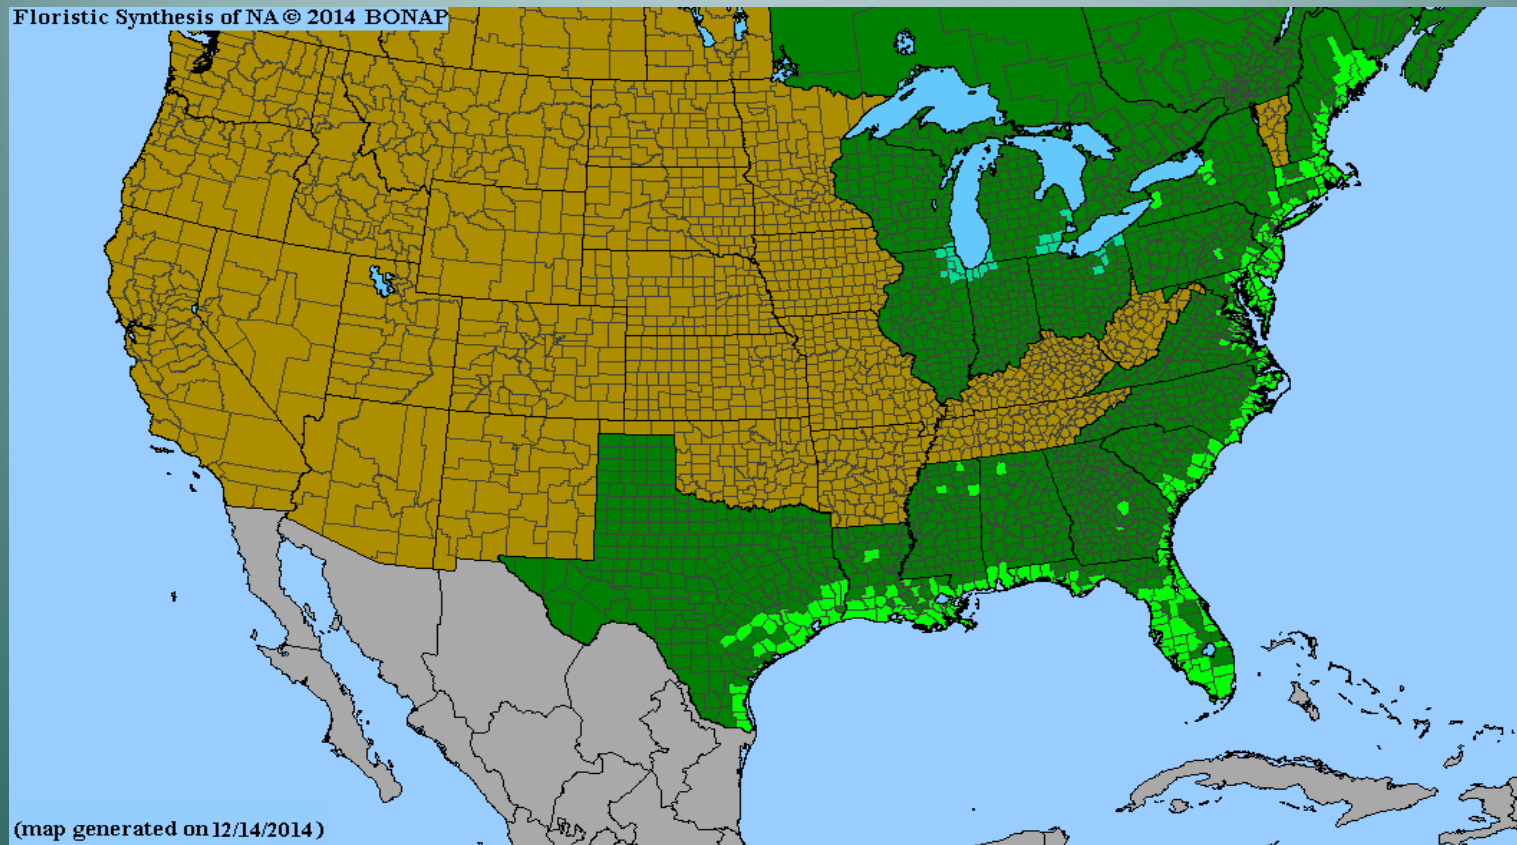 Floristic Synthesis of NA © 2014 BONAP
(map generated on 12/14/2014)